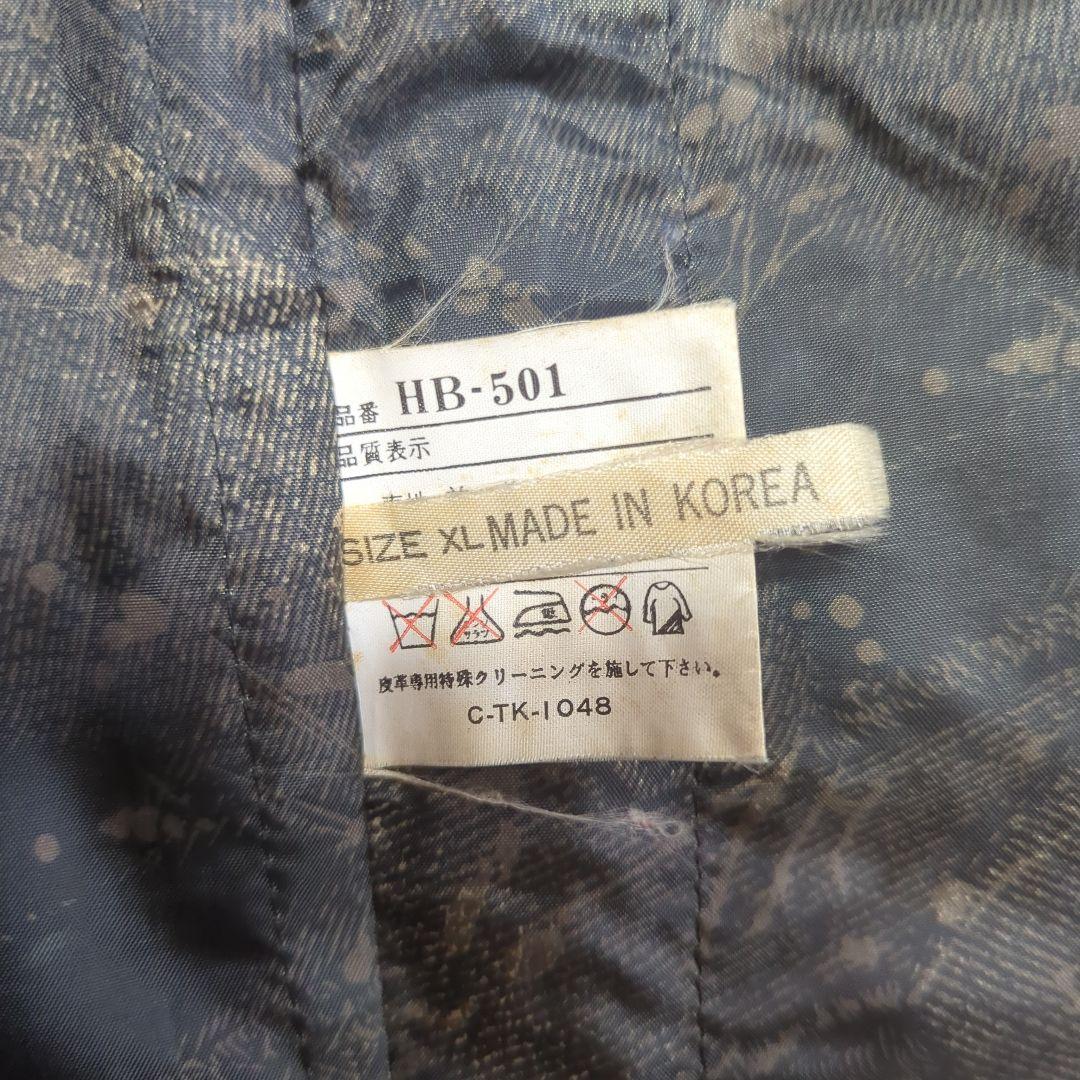 品番 HB-501
品質表示
SIZE XL MADE IN KOREA
皮革専用特殊クリーニングを施して下さい。
C-TK-1048